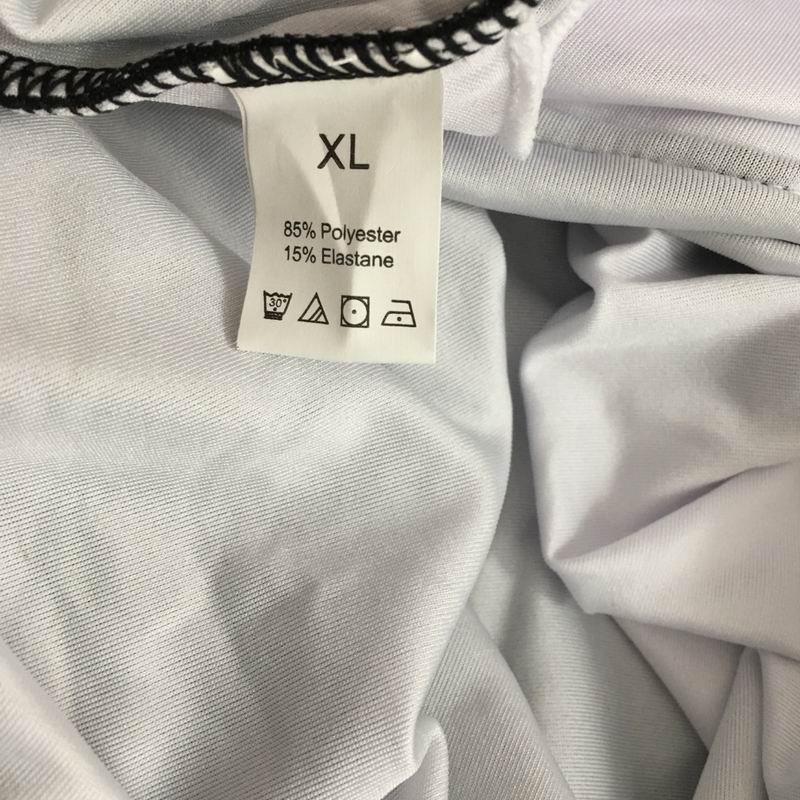 XL
85% Polyester
15% Elastane
30°